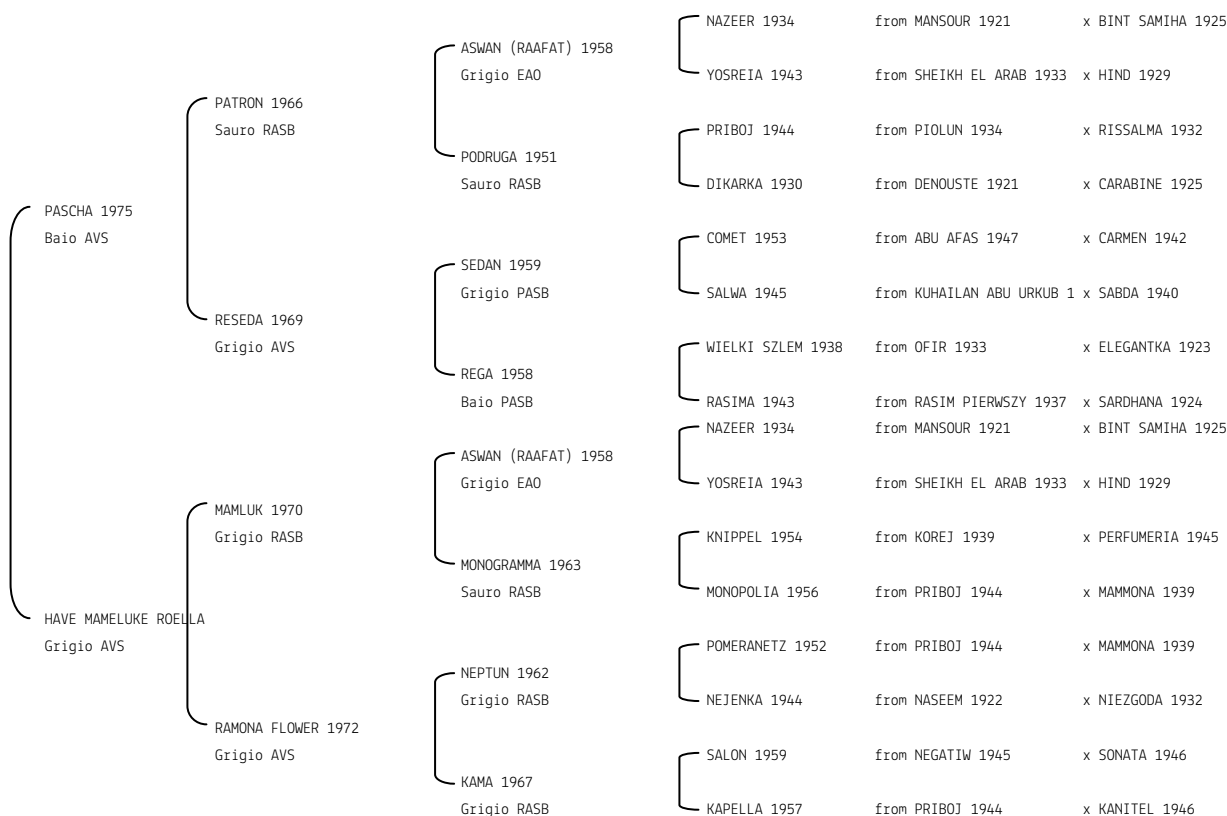 NAZEER 1934 from MANSOUR 1921 x BINT SAMIHA 1925
ASWAN (RAAFAT) 1958
Grigio EAO
YOSREIA 1943 from SHEIKH EL ARAB 1933 x HIND 1929
PATRON 1966
Sauro RASB
PRIBOJ 1944 from PIOLUN 1934 x RISSALMA 1932
PODRUGA 1951
Sauro RASB
DIKARKA 1930 from DENOUSTE 1921 x CARABINE 1925
PASCHA 1975
Baio AVS
COMET 1953 from ABU AFAS 1947 x CARMEN 1942
SEDAN 1959
Grigio PASB
SALWA 1945 from KUHAILAN ABU URKUB 1 x SABDA 1940
RESEDA 1969
Grigio AVS
WIELKI SZLEM 1938 from OFIR 1933 x ELEGANTKA 1923
REGA 1958
Baio PASB
RASIMA 1943 from RASIM PIERWSZY 1937 x SARDHANA 1924
NAZEER 1934 from MANSOUR 1921 x BINT SAMIHA 1925
ASWAN (RAAFAT) 1958
Grigio EAO
YOSREIA 1943 from SHEIKH EL ARAB 1933 x HIND 1929
MAMLUK 1970
Grigio RASB
KNIPPEL 1954 from KOREJ 1939 x PERFUMERIA 1945
MONOGRAMMA 1963
Sauro RASB
MONOPOLIA 1956 from PRIBOJ 1944 x MAMMONA 1939
HAVE MAMELUKE ROELLA
Grigio AVS
POMERANETZ 1952 from PRIBOJ 1944 x MAMMONA 1939
NEPTUN 1962
Grigio RASB
NEJENKA 1944 from NASEEM 1922 x NIEZGODA 1932
RAMONA FLOWER 1972
Grigio AVS
SALON 1959 from NEGATIW 1945 x SONATA 1946
KAMA 1967
Grigio RASB
KAPELLA 1957 from PRIBOJ 1944 x KANITEL 1946